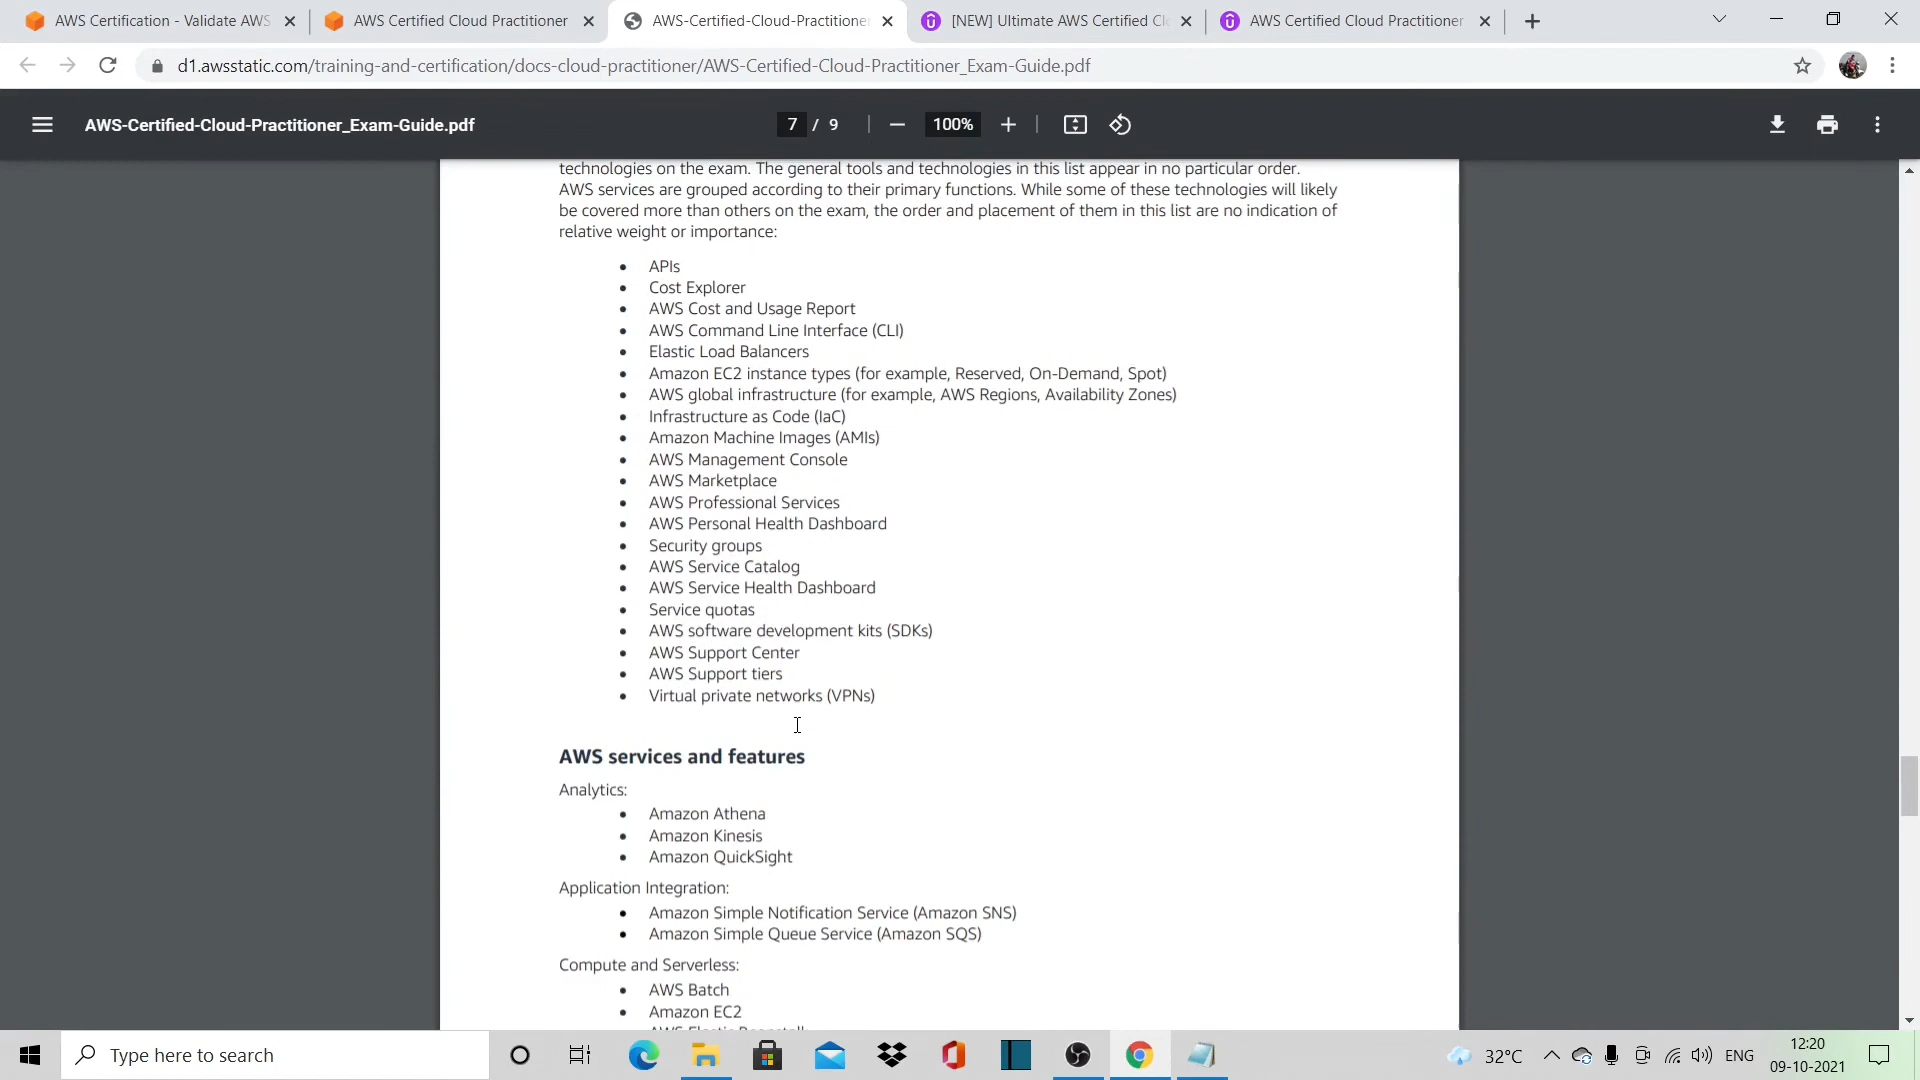 AWS Certification - Validate AWS
AWS Certified Cloud Practitioner
AWS-Certified-Cloud-Practitioner
[NEW] Ultimate AWS Certified Cl
AWS Certified Cloud Practitioner
d1.awsstatic.com/training-and-certification/docs-cloud-practitioner/AWS-Certified-Cloud-Practitioner_Exam-Guide.pdf
AWS-Certified-Cloud-Practitioner_Exam-Guide.pdf
7 / 9
100%
technologies on the exam. The general tools and technologies in this list appear in no particular order.
AWS services are grouped according to their primary functions. While some of these technologies will likely
be covered more than others on the exam, the order and placement of them in this list are no indication of
relative weight or importance:
• APIs
• Cost Explorer
• AWS Cost and Usage Report
• AWS Command Line Interface (CLI)
• Elastic Load Balancers
• Amazon EC2 instance types (for example, Reserved, On-Demand, Spot)
• AWS global infrastructure (for example, AWS Regions, Availability Zones)
• Infrastructure as Code (IaC)
• Amazon Machine Images (AMIs)
• AWS Management Console
• AWS Marketplace
• AWS Professional Services
• AWS Personal Health Dashboard
• Security groups
• AWS Service Catalog
• AWS Service Health Dashboard
• Service quotas
• AWS software development kits (SDKs)
• AWS Support Center
• AWS Support tiers
• Virtual private networks (VPNs)
AWS services and features
Analytics:
• Amazon Athena
• Amazon Kinesis
• Amazon QuickSight
Application Integration:
• Amazon Simple Notification Service (Amazon SNS)
• Amazon Simple Queue Service (Amazon SQS)
Compute and Serverless:
• AWS Batch
• Amazon EC2
Type here to search
32°C
ENG
12:20
09-10-2021